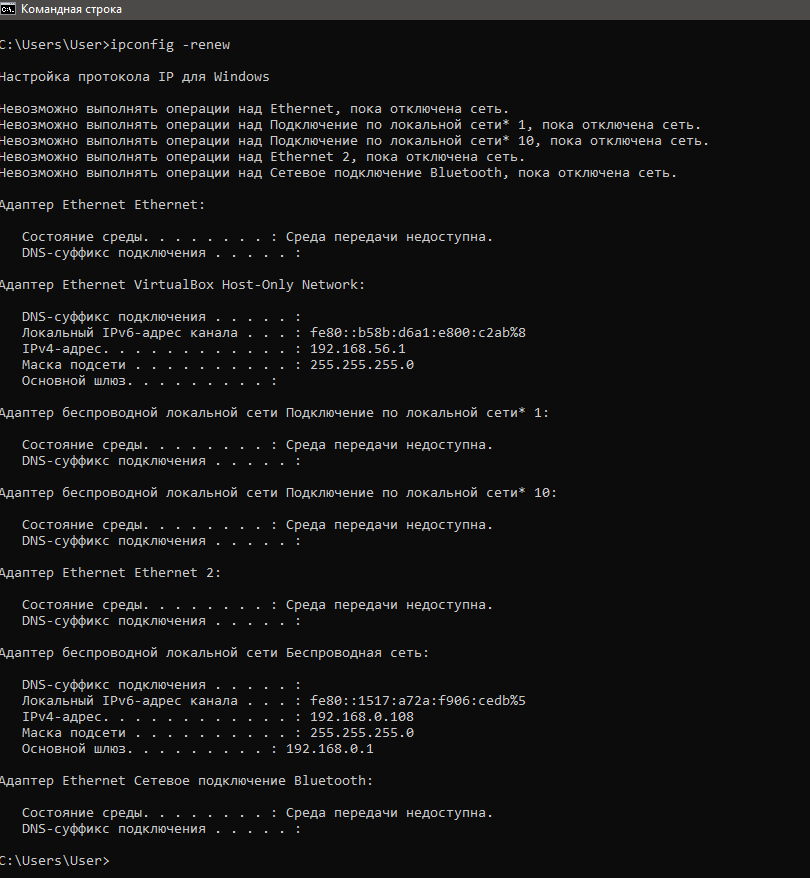 Командная строка
C:\Users\User>ipconfig -renew
Настройка протокола IP для Windows
Невозможно выполнять операции над Ethernet, пока отключена сеть.
Невозможно выполнять операции над Подключение по локальной сети* 1, пока отключена сеть.
Невозможно выполнять операции над Подключение по локальной сети* 10, пока отключена сеть.
Невозможно выполнять операции над Ethernet 2, пока отключена сеть.
Невозможно выполнять операции над Сетевое подключение Bluetooth, пока отключена сеть.
Адаптер Ethernet Ethernet:
Состояние среды. . . . . . . . : Среда передачи недоступна.
DNS-суффикс подключения . . . . . :
Адаптер Ethernet VirtualBox Host-Only Network:
DNS-суффикс подключения . . . . . :
Локальный IPv6-адрес канала . . . : fe80::b58b:d6a1:e800:c2ab%8
IPv4-адрес. . . . . . . . . . . . : 192.168.56.1
Маска подсети . . . . . . . . . . : 255.255.255.0
Основной шлюз. . . . . . . . . :
Адаптер беспроводной локальной сети Подключение по локальной сети* 1:
Состояние среды. . . . . . . . : Среда передачи недоступна.
DNS-суффикс подключения . . . . . :
Адаптер беспроводной локальной сети Подключение по локальной сети* 10:
Состояние среды. . . . . . . . : Среда передачи недоступна.
DNS-суффикс подключения . . . . . :
Адаптер Ethernet Ethernet 2:
Состояние среды. . . . . . . . : Среда передачи недоступна.
DNS-суффикс подключения . . . . . :
Адаптер беспроводной локальной сети Беспроводная сеть:
DNS-суффикс подключения . . . . . :
Локальный IPv6-адрес канала . . . : fe80::1517:a72a:f906:cedb%5
IPv4-адрес. . . . . . . . . . . . : 192.168.0.108
Маска подсети . . . . . . . . . . : 255.255.255.0
Основной шлюз. . . . . . . . . : 192.168.0.1
Адаптер Ethernet Сетевое подключение Bluetooth:
Состояние среды. . . . . . . . : Среда передачи недоступна.
DNS-суффикс подключения . . . . . :
C:\Users\User>